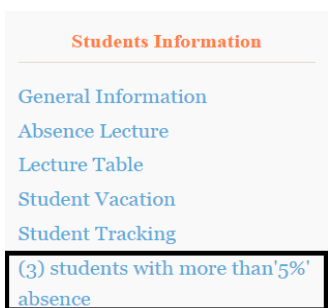 Students Information
General Information
Absence Lecture
Lecture Table
Student Vacation
Student Tracking
(3) students with more than'5%'
absence